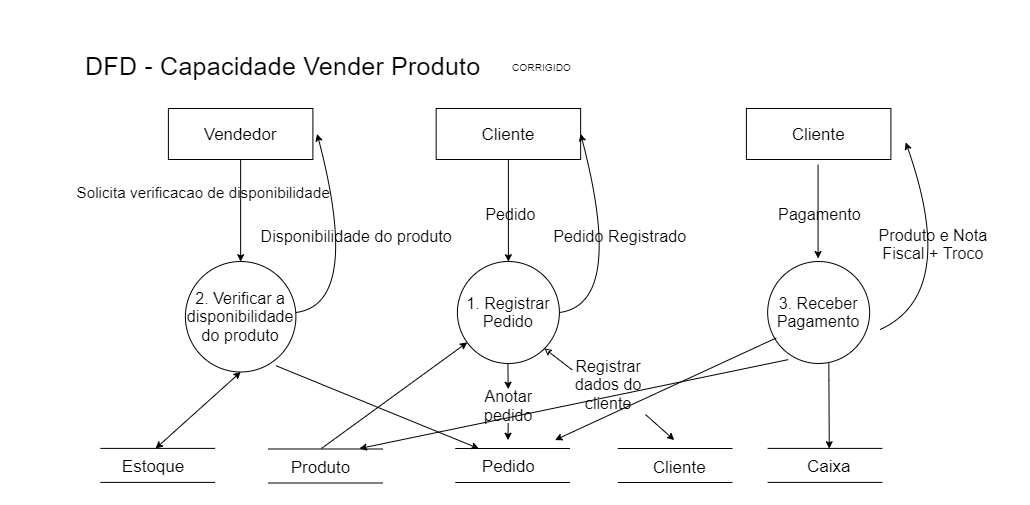 DFD - Capacidade Vender Produto CORRIGIDO
Vendedor
Cliente
Cliente
Solicita verificacao de disponibilidade
Disponibilidade do produto
Pedido
Pedido Registrado
Pagamento
Produto e Nota
Fiscal + Troco
2. Verificar a
disponibilidade
do produto
1. Registrar
Pedido
3. Receber
Pagamento
Anotar
pedido
Registrar
dados do
cliente
Estoque
Produto
Pedido
Cliente
Caixa